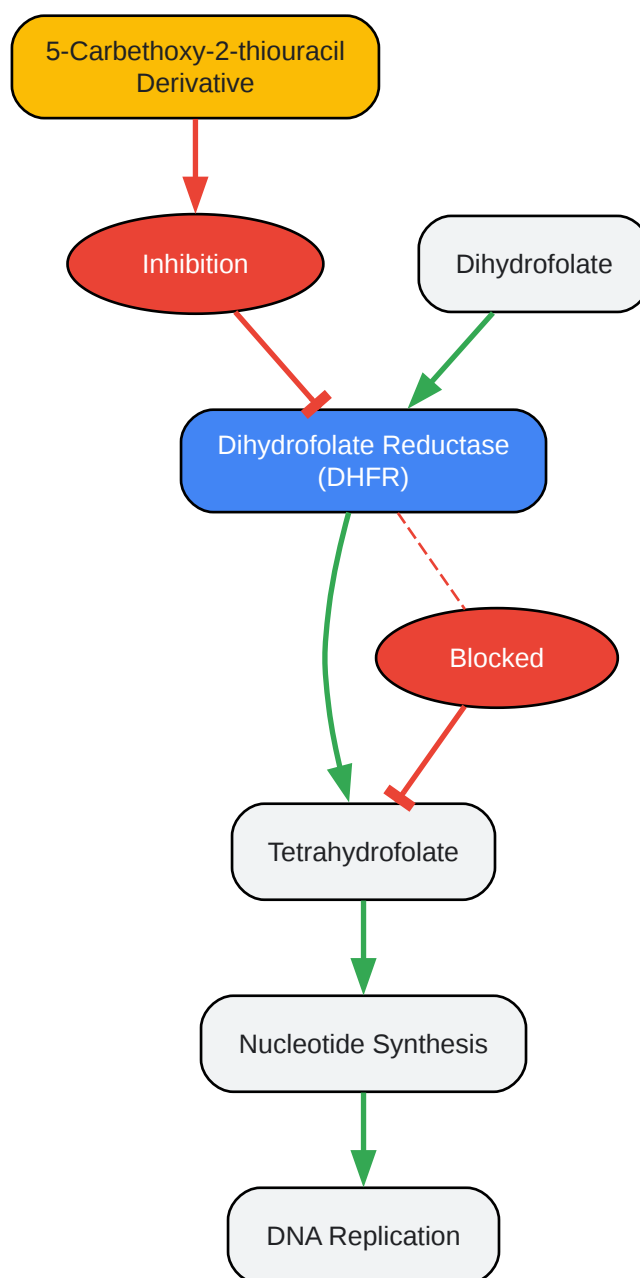 5-Carbethoxy-2-thiouracil
Derivative
Inhibition
Dihydrofolate
Dihydrofolate Reductase
(DHFR)
Blocked
Tetrahydrofolate
Nucleotide Synthesis
DNA Replication